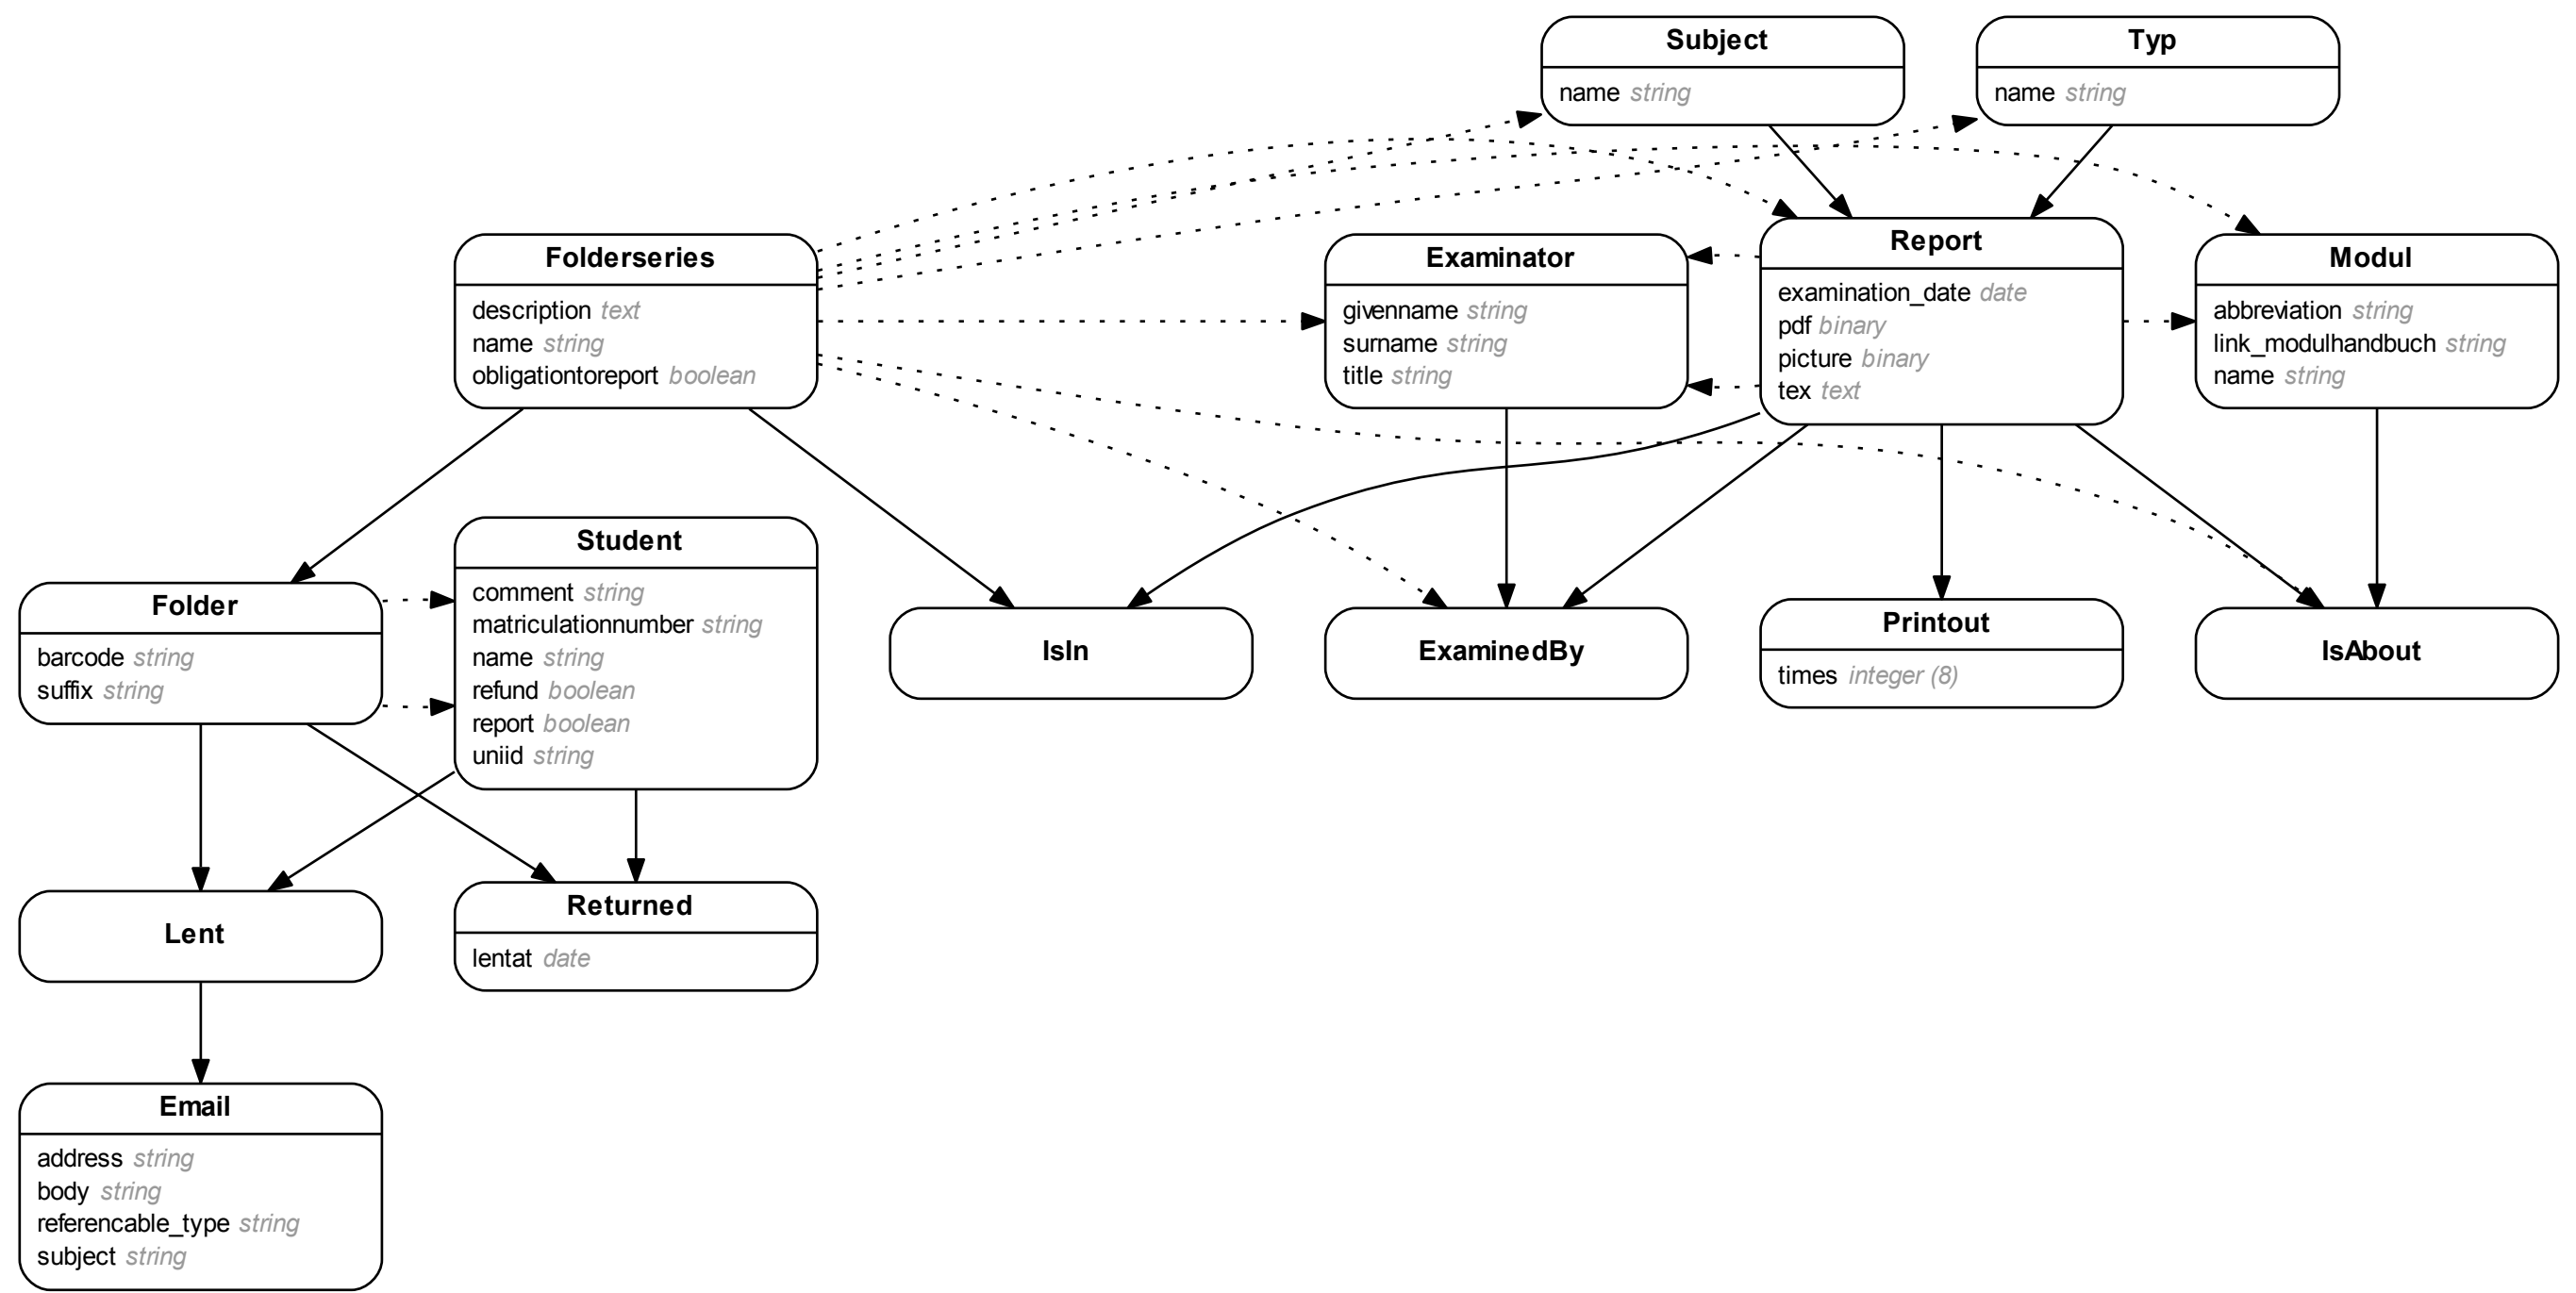 Subject
name string
Typ
name string
Folderseries
description text
name string
obligationtoreport boolean
Examinator
givenname string
surname string
title string
Report
examination_date date
pdf binary
picture binary
tex text
Modul
abbreviation string
link_modulhandbuch string
name string
Folder
barcode string
suffix string
Student
comment string
matriculationnumber string
name string
refund boolean
report boolean
uniid string
IsIn
ExaminedBy
Printout
times integer (8)
IsAbout
Lent
Returned
lentat date
Email
address string
body string
referencable_type string
subject string